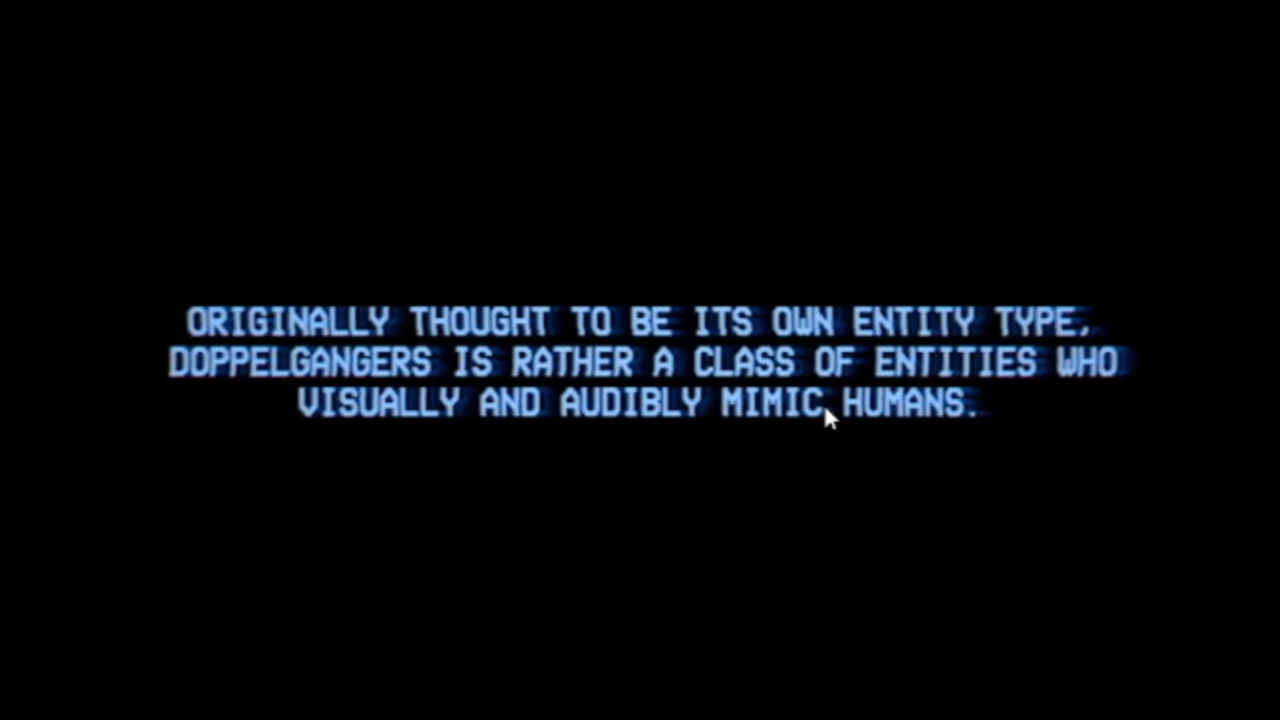 ORIGINALLY THOUGHT TO BE ITS OWN ENTITY TYPE,
DOPPELGANGERS IS RATHER A CLASS OF ENTITIES WHO
VISUALLY AND AUDIBLY MIMIC HUMANS.